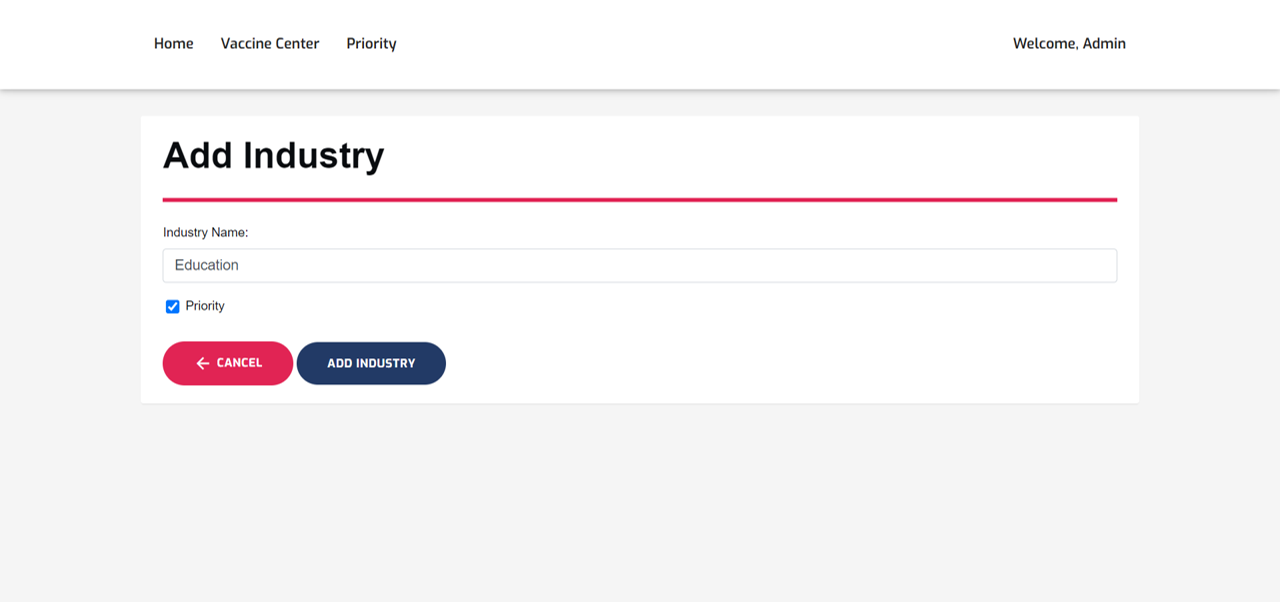 Home Vaccine Center Priority Welcome, Admin
Add Industry
Industry Name:
Education
Priority
CANCEL ADD INDUSTRY